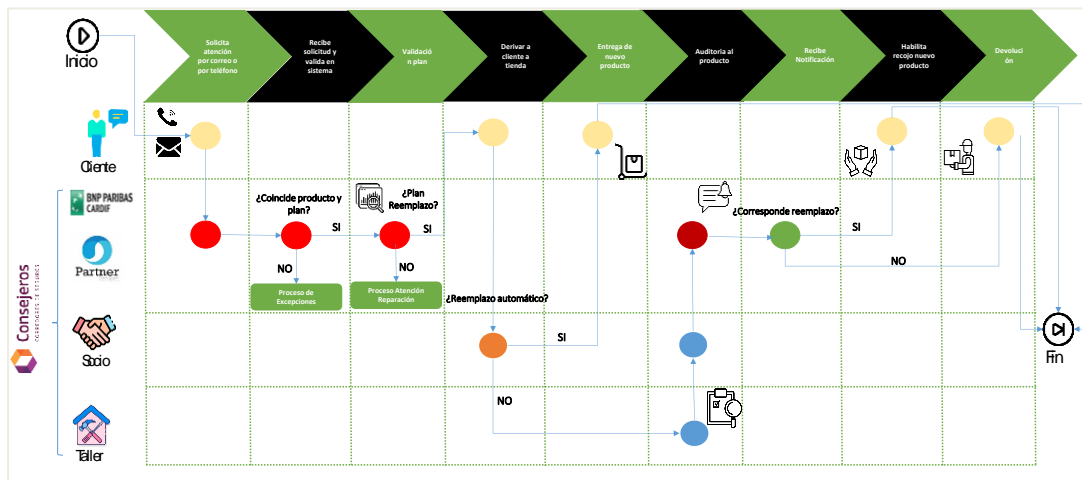 Inicio
Solicita
atención
por correo o
por teléfono
Recibe
solicitud y
valida en
sistema
Validació
n plan
Derivar a
cliente a
tienda
Entrega de
nuevo
producto
Auditoria al
producto
Recibe
Notificación
Habilita
recojo nuevo
producto
Devoluci
ón
Cliente
BNP PARIBAS
CARDIF
Partner
Consejeros
CORREDORES DE SEGUROS
¿Coincide producto y
plan?
SI
NO
Proceso de
Excepciones
¿Plan
Reemplazo?
SI
NO
Proceso Atención
Reparación
¿Reemplazo automático?
SI
NO
¿Corresponde reemplazo?
SI
NO
Socio
Taller
Fin